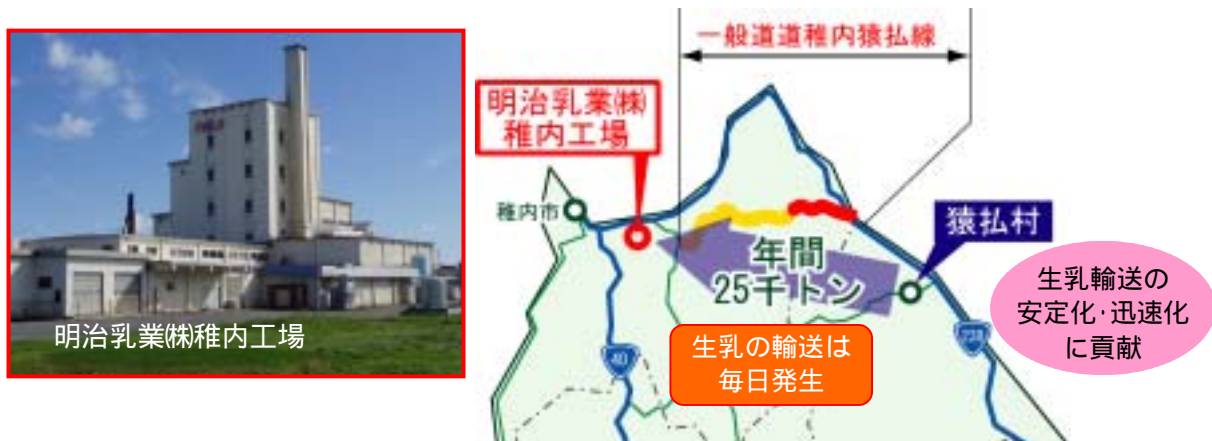 明治乳業㈱稚内工場
一般道道稚内猿払線
明治乳業㈱
稚内工場
稚内市
猿払村
年間
25千トン
生乳の輸送は
毎日発生
生乳輸送の
安定化・迅速化
に貢献
40
238